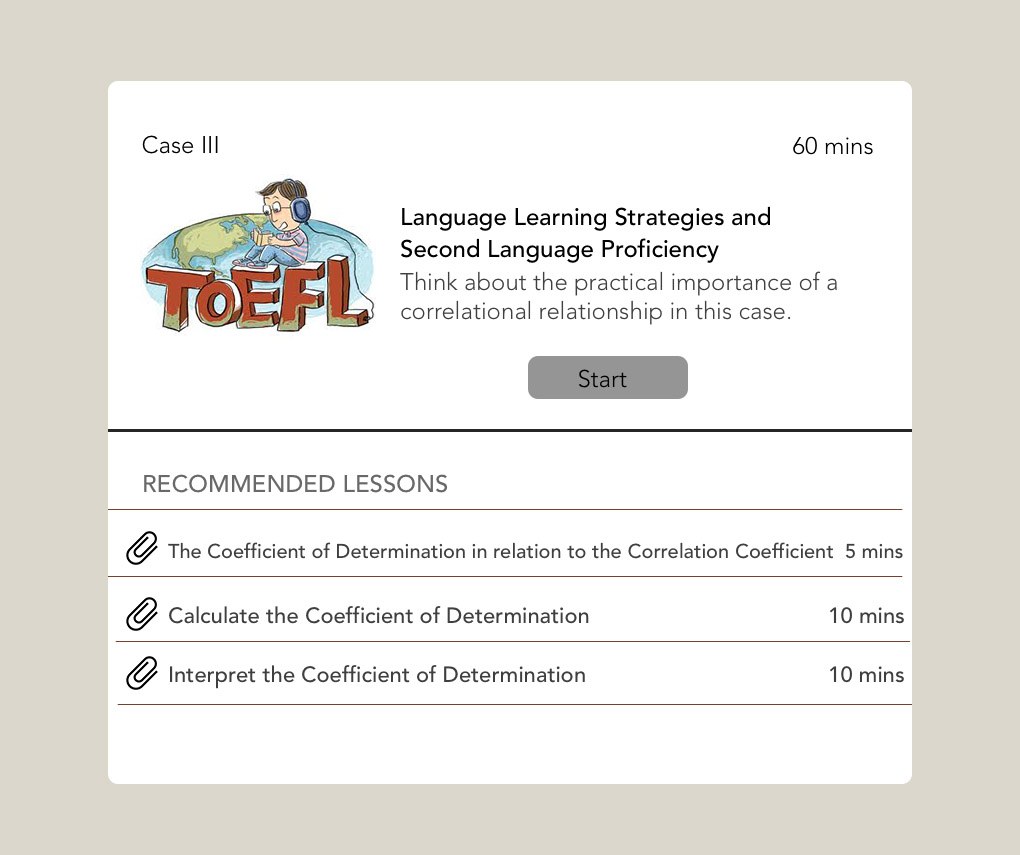 Case III
60 mins
TOEFL
Language Learning Strategies and
Second Language Proficiency
Think about the practical importance of a
correlational relationship in this case.
Start
RECOMMENDED LESSONS
The Coefficient of Determination in relation to the Correlation Coefficient 5 mins
Calculate the Coefficient of Determination 10 mins
Interpret the Coefficient of Determination 10 mins